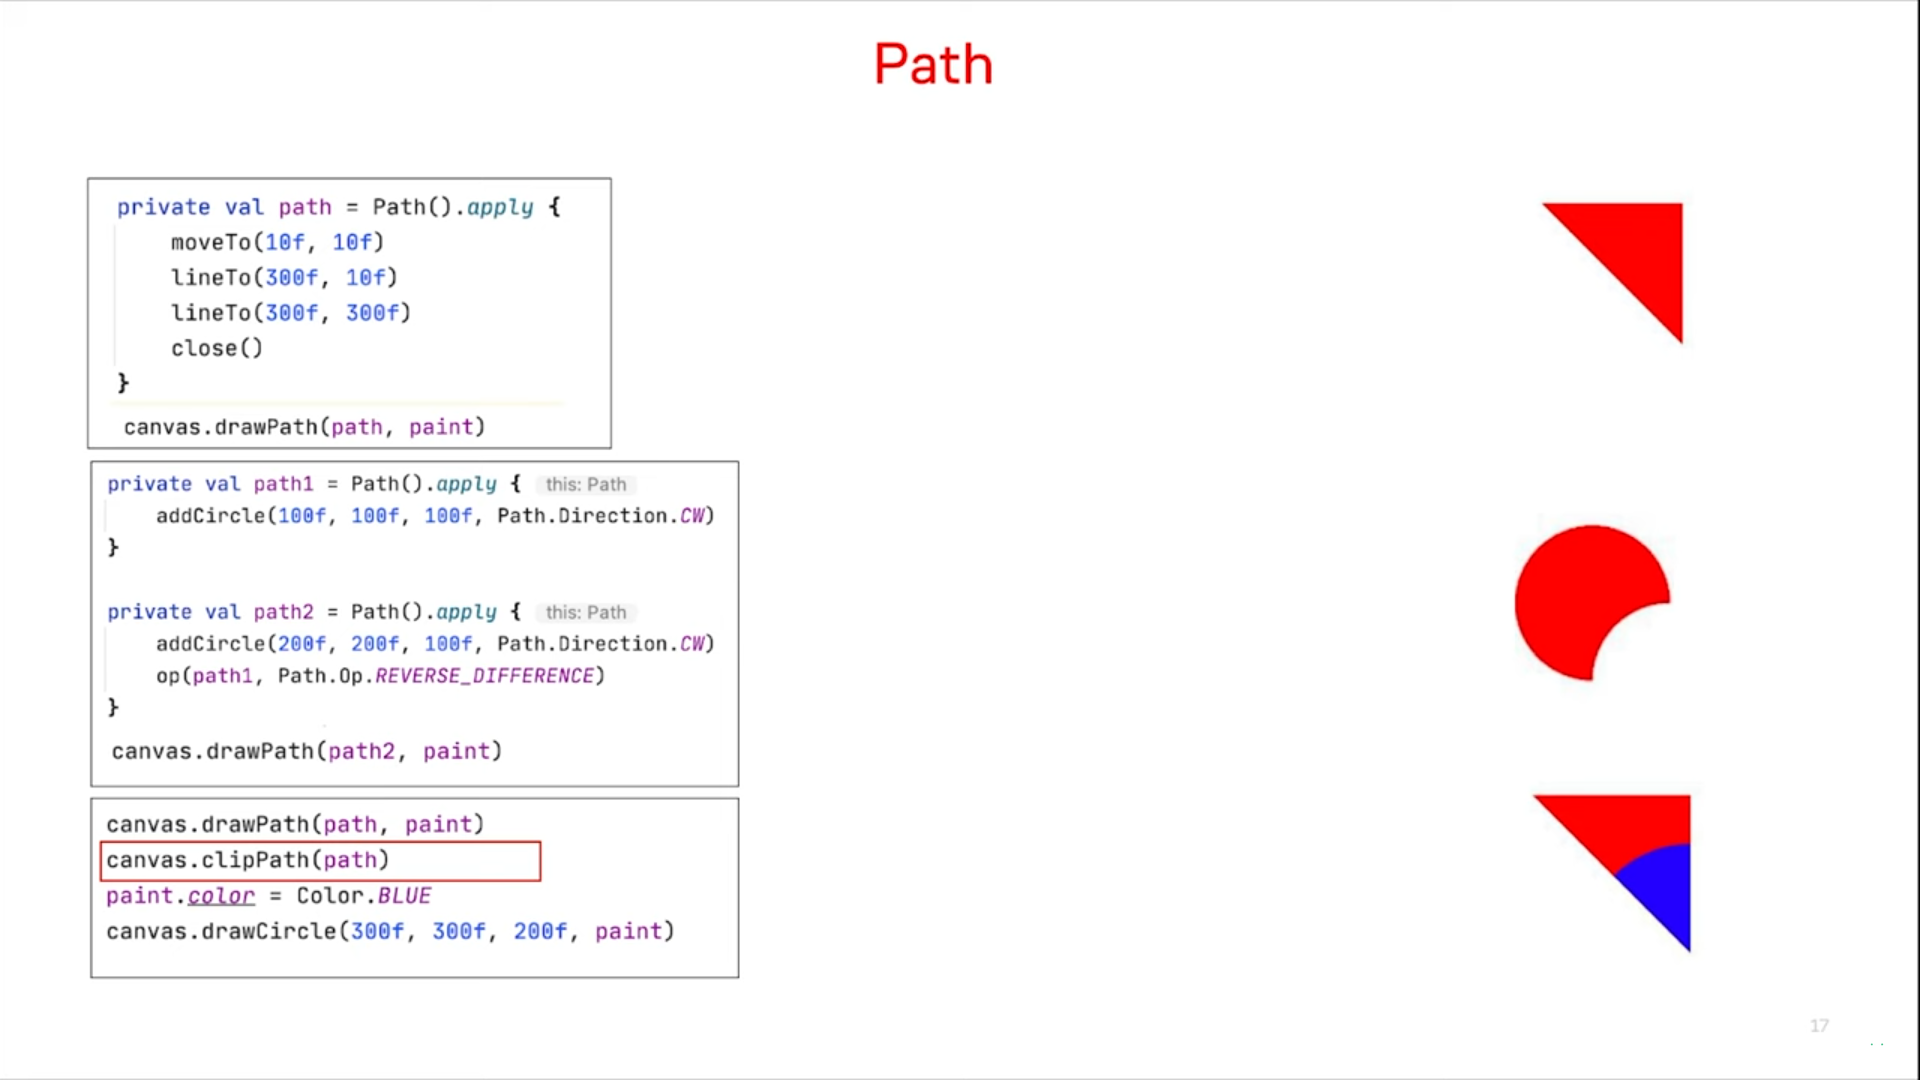 Path
private val path = Path().apply {
moveTo(10f, 10f)
lineTo(300f, 10f)
lineTo(300f, 300f)
close()
}
canvas.drawPath(path, paint)
private val path1 = Path().apply { this: Path
addCircle(100f, 100f, 100f, Path.Direction.CW)
}
private val path2 = Path().apply { this: Path
addCircle(200f, 200f, 100f, Path.Direction.CW)
op(path1, Path.Op.REVERSE_DIFFERENCE)
}
canvas.drawPath(path2, paint)
canvas.drawPath(path, paint)
canvas.clipPath(path)
paint.color = Color.BLUE
canvas.drawCircle(300f, 300f, 200f, paint)
17